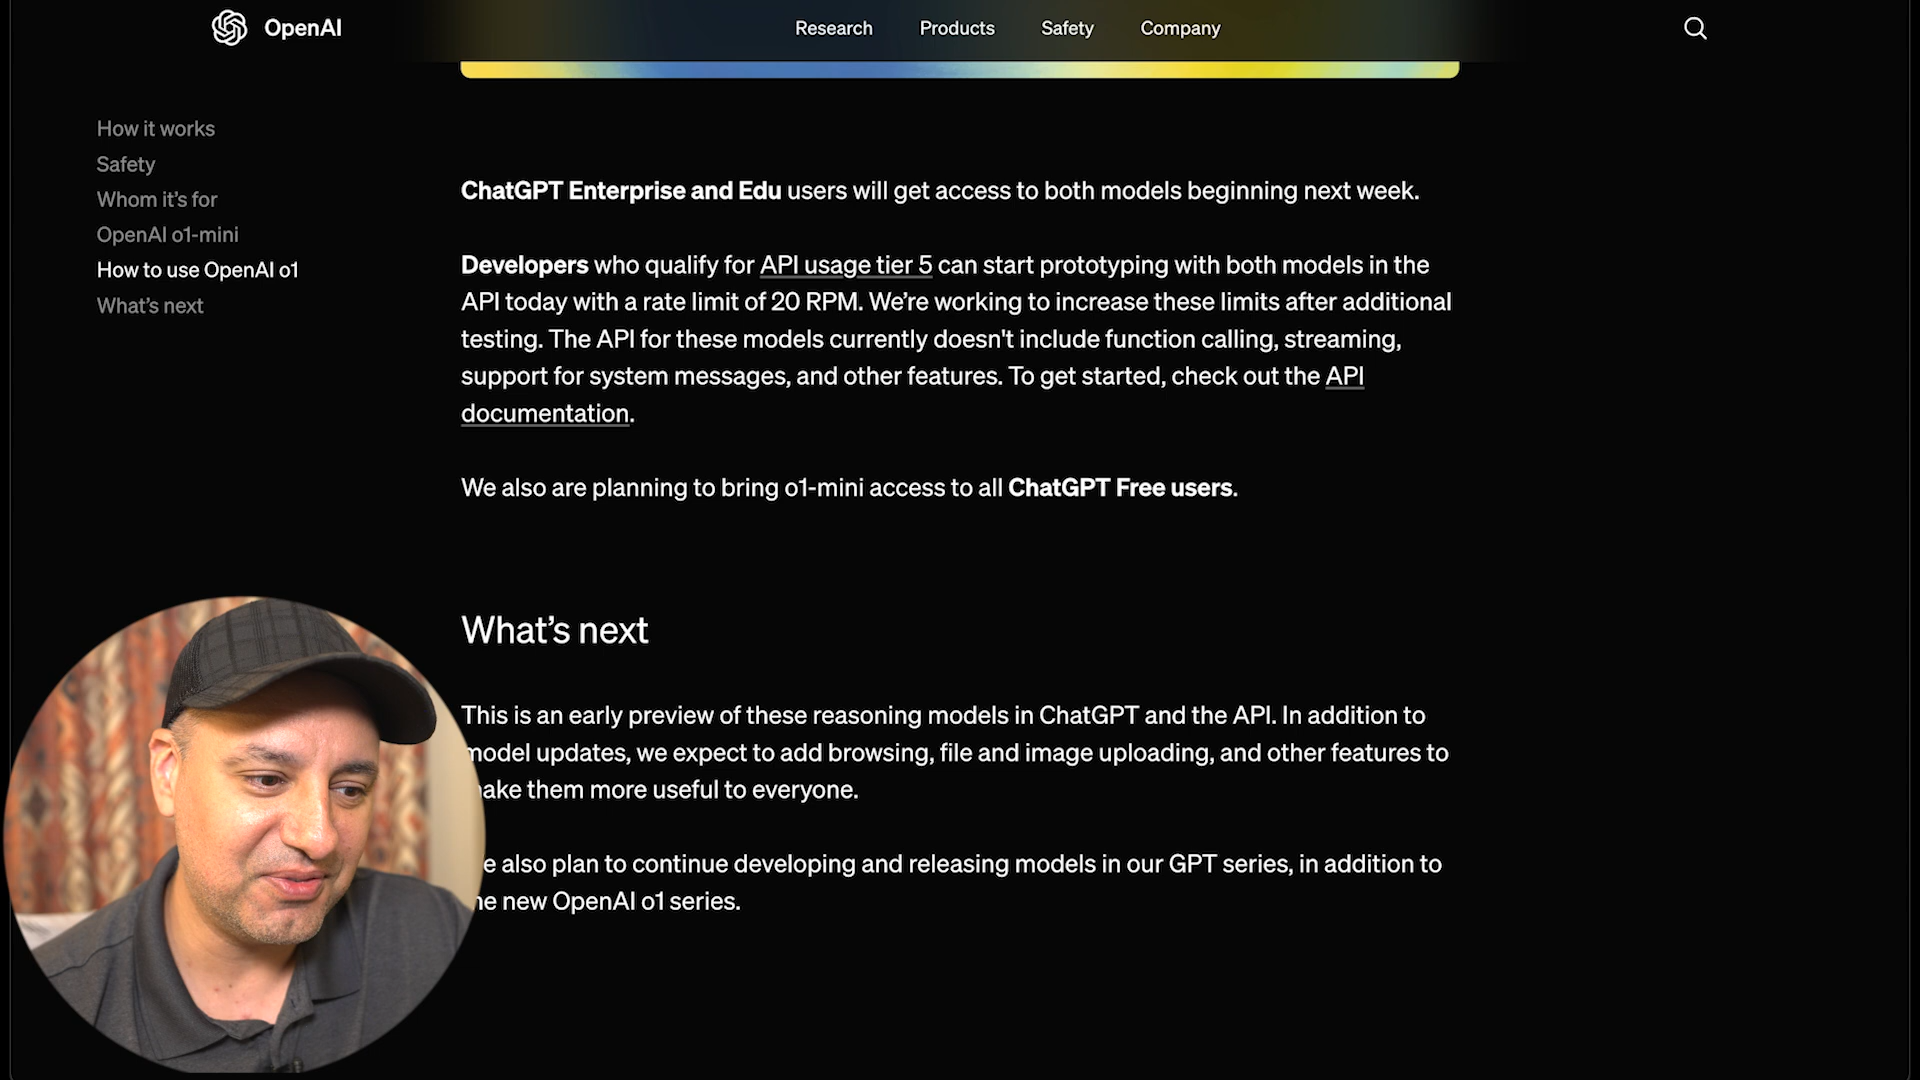 OpenAI
Research
Products
Safety
Company
How it works
Safety
Whom it's for
OpenAI o1-mini
How to use OpenAI o1
What's next
ChatGPT Enterprise and Edu users will get access to both models beginning next week.
Developers who qualify for API usage tier 5 can start prototyping with both models in the
API today with a rate limit of 20 RPM. We're working to increase these limits after additional
testing. The API for these models currently doesn't include function calling, streaming,
support for system messages, and other features. To get started, check out the API
documentation.
We also are planning to bring o1-mini access to all ChatGPT Free users.
What's next
This is an early preview of these reasoning models in ChatGPT and the API. In addition to
model updates, we expect to add browsing, file and image uploading, and other features to
make them more useful to everyone.
also plan to continue developing and releasing models in our GPT series, in addition to
new OpenAI o1 series.